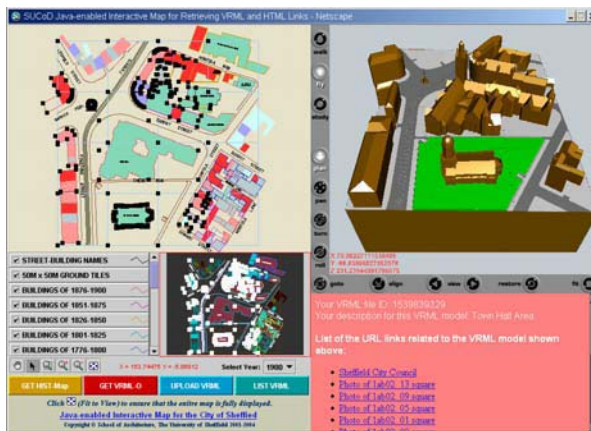 SUCoD Java-enabled Interactive Map for Retrieving VRML and HTML Links - Netscape
walk
fly
study
plan
pan
turn
roll
goto
align
view
restore
fit
STREET-BUILDING NAMES
50M x 50M GROUND TILES
BUILDINGS OF 1876-1900
BUILDINGS OF 1851-1875
BUILDINGS OF 1826-1850
BUILDINGS OF 1801-1825
BUILDINGS OF 1776-1800
Select Year: 1900
GET HIST-Map
GET VRML-O
UPLOAD VRML
LIST VRML
Click (Fit to View) to ensure that the entire map is fully displayed.
Java-enabled Interactive Map for the City of Sheffied
Copyright © School of Architecture, The University of Sheffield 2001-2004
Your VRML file ID: 1539839229
Your description for this VRML model: Town Hall Area.
List of the URL links related to the VRML model shown
above:
Sheffield City Council
Photo of lab02_13 square
Photo of lab02_09 square
Photo of lab02_05 square
Photo of lab02_01 square